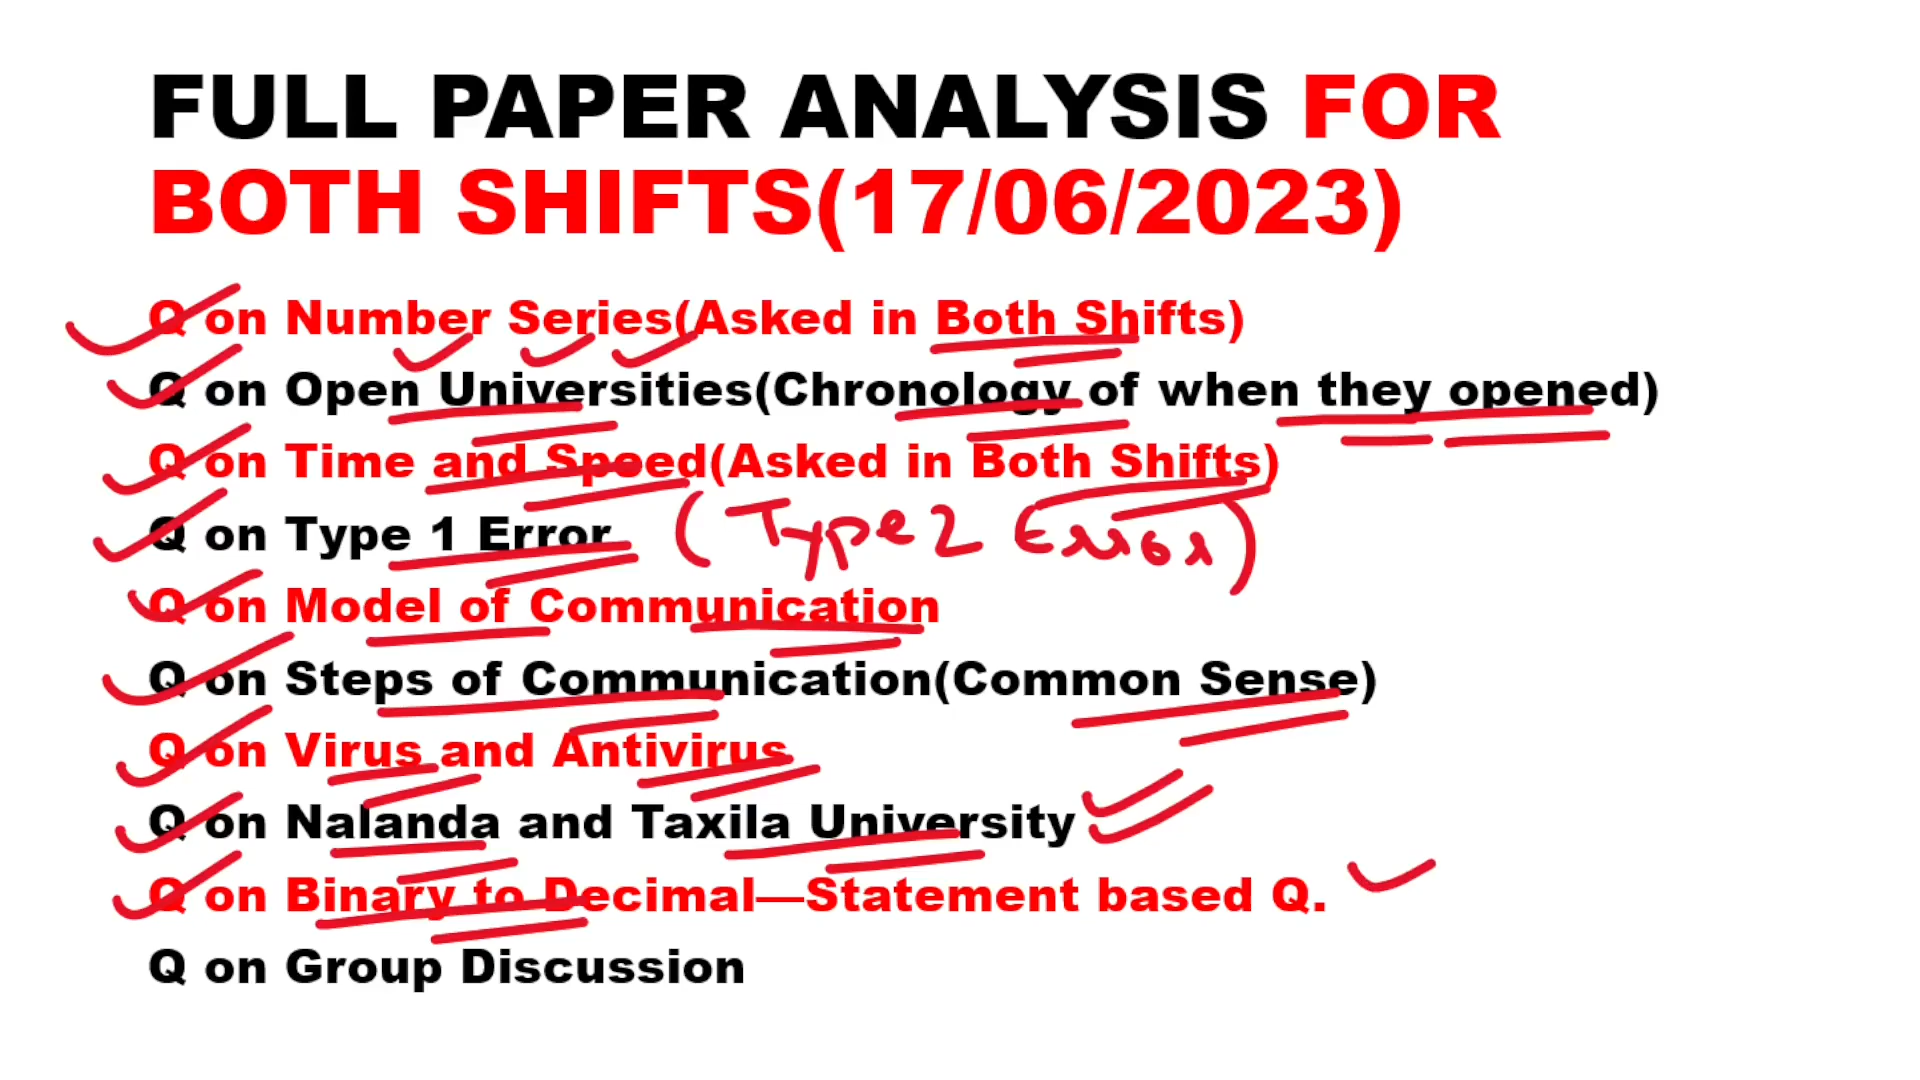 FULL PAPER ANALYSIS FOR
BOTH SHIFTS(17/06/2023)
Q on Number Series(Asked in Both Shifts)
Q on Open Universities(Chronology of when they opened)
Q on Time and Speed(Asked in Both Shifts)
Q on Type 1 Error (Type 2 Error)
Q on Model of Communication
Q on Steps of Communication(Common Sense)
Q on Virus and Antivirus
Q on Nalanda and Taxila University
Q on Binary to Decimal—Statement based Q.
Q on Group Discussion